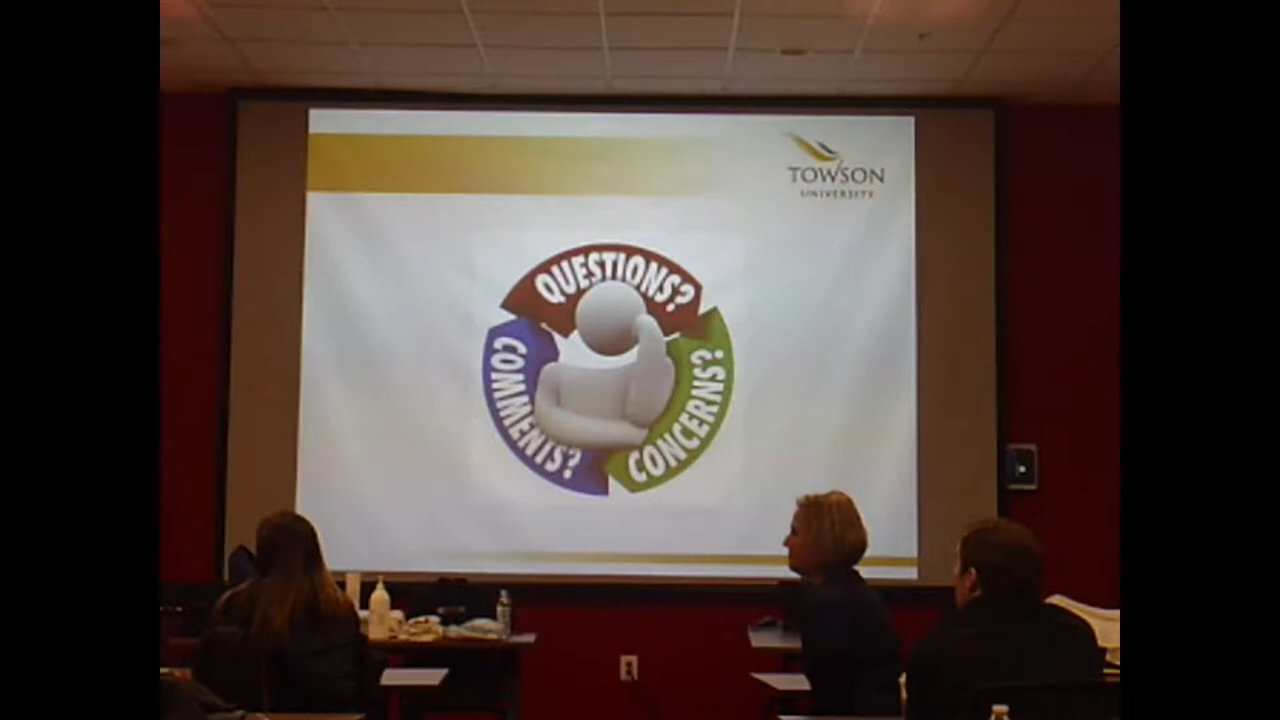 TOWSON
UNIVERSITY
QUESTIONS?
COMMENTS?
CONCERNS?